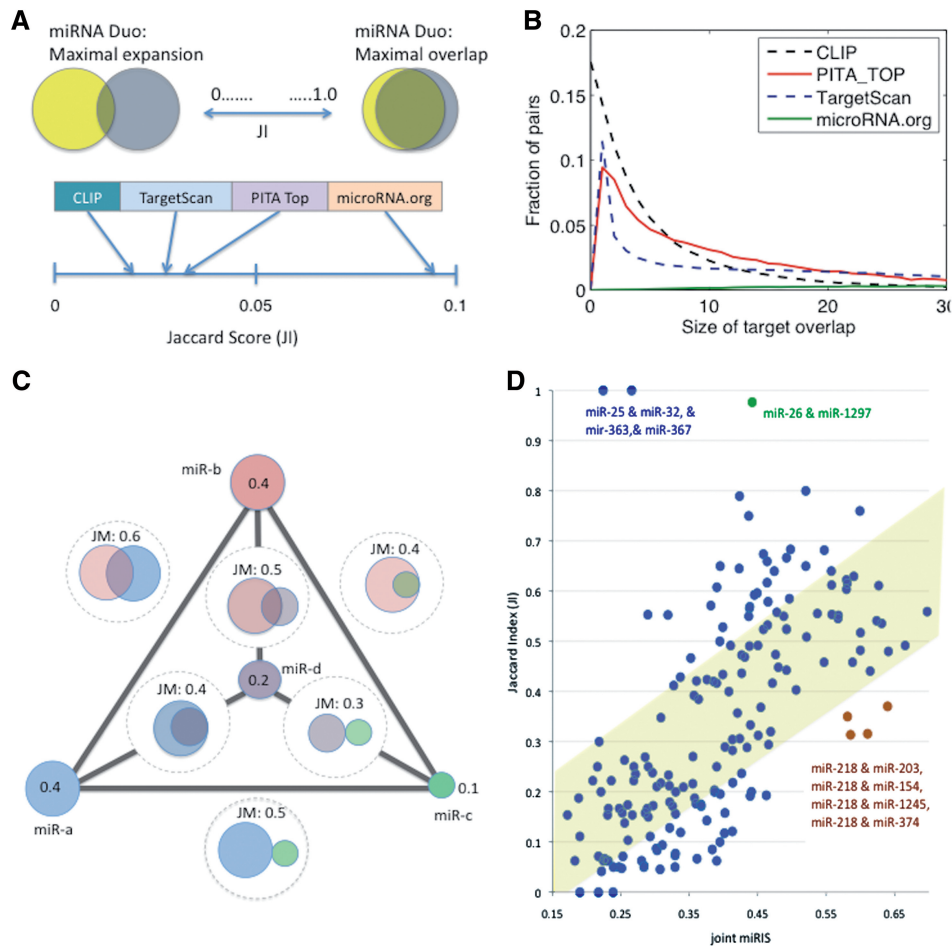 A
miRNA Duo:
Maximal expansion
miRNA Duo:
Maximal overlap
0....... .....1.0
JI
CLIP TargetScan PITA Top microRNA.org
0 0.05 0.1
Jaccard Score (JI)
B
0.2
0.15
0.1
0.05
0
Fraction of pairs
CLIP
PITA_TOP
TargetScan
microRNA.org
0 10 20 30
Size of target overlap
C
miR-b
0.4
JM: 0.6
JM: 0.4
JM: 0.5
miR-d
0.2
JM: 0.4
JM: 0.3
0.4
miR-a
0.1
miR-c
JM: 0.5
D
1
0.9
0.8
0.7
0.6
0.5
0.4
0.3
0.2
0.1
0
Jaccard Index (JI)
miR-25 & miR-32, &
mir-363,& miR-367
miR-26 & miR-1297
miR-218 & miR-203,
miR-218 & miR-154,
miR-218 & miR-1245,
miR-218 & miR-374
0.15 0.25 0.35 0.45 0.55 0.65
joint miRIS